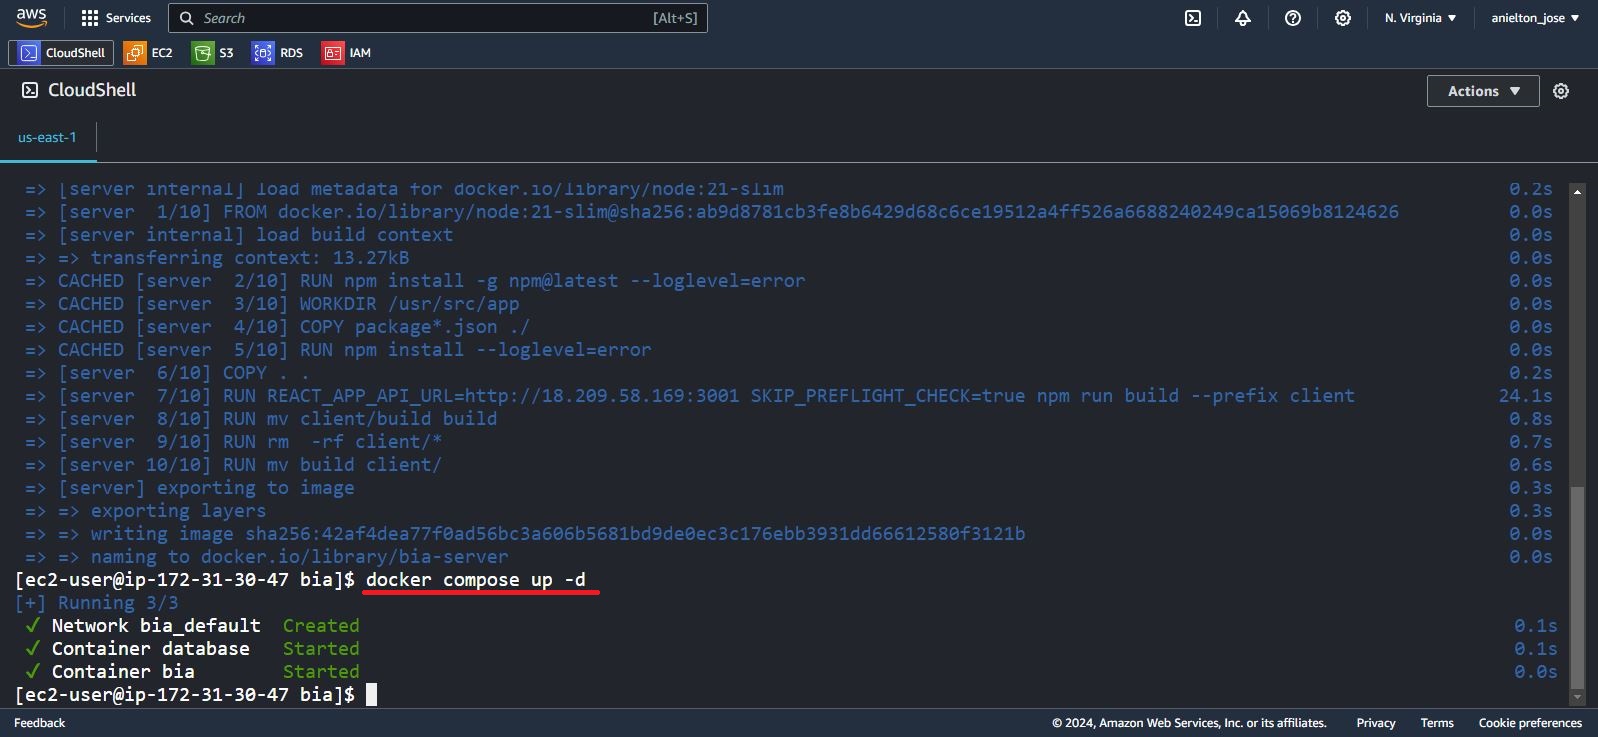 aws Services Search [Alt+S] N. Virginia ▼ anielton_jose ▼
CloudShell EC2 S3 RDS IAM
CloudShell Actions ▼
us-east-1
=> [server internal] load metadata for docker.io/library/node:21-slim 0.2s
=> [server  1/10] FROM docker.io/library/node:21-slim@sha256:ab9d8781cb3fe8b6429d68c6ce19512a4ff526a6688240249ca15069b8124626 0.0s
=> [server internal] load build context 0.0s
=> => transferring context: 13.27kB 0.0s
=> CACHED [server  2/10] RUN npm install -g npm@latest --loglevel=error 0.0s
=> CACHED [server  3/10] WORKDIR /usr/src/app 0.0s
=> CACHED [server  4/10] COPY package*.json ./ 0.0s
=> CACHED [server  5/10] RUN npm install --loglevel=error 0.0s
=> [server  6/10] COPY . . 0.2s
=> [server  7/10] RUN REACT_APP_API_URL=http://18.209.58.169:3001 SKIP_PREFLIGHT_CHECK=true npm run build --prefix client 24.1s
=> [server  8/10] RUN mv client/build build 0.8s
=> [server  9/10] RUN rm  -rf client/* 0.7s
=> [server 10/10] RUN mv build client/ 0.6s
=> [server] exporting to image 0.3s
=> => exporting layers 0.3s
=> => writing image sha256:42af4dea77f0ad56bc3a606b5681bd9de0ec3c176ebb3931dd66612580f3121b 0.0s
=> => naming to docker.io/library/bia-server 0.0s
[ec2-user@ip-172-31-30-47 bia]$ docker compose up -d
[+] Running 3/3
✓ Network bia_default Created 0.1s
✓ Container database Started 0.1s
✓ Container bia Started 0.0s
[ec2-user@ip-172-31-30-47 bia]$
Feedback © 2024, Amazon Web Services, Inc. or its affiliates. Privacy Terms Cookie preferences